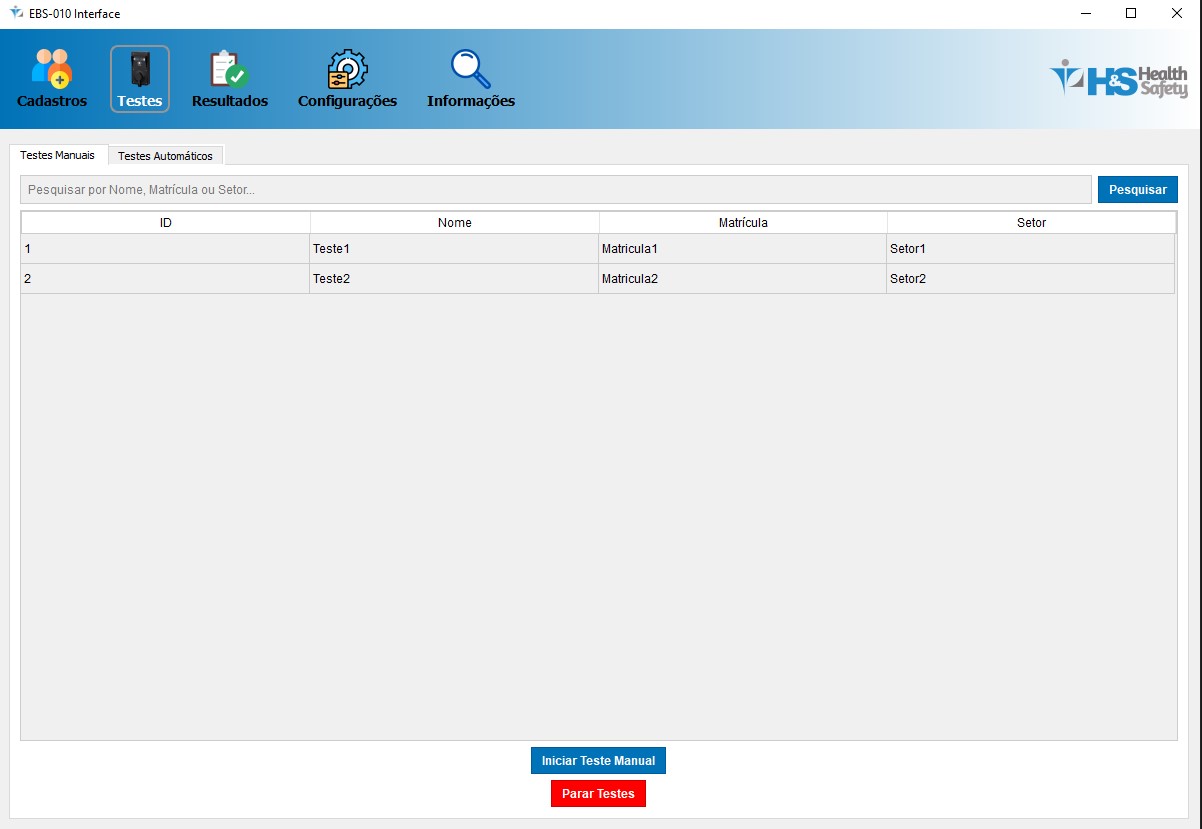 EBS-010 Interface
Cadastros
Testes
Resultados
Configurações
Informações
H&S Health Safety
Testes Manuais
Testes Automáticos
Pesquisar por Nome, Matrícula ou Setor...
Pesquisar
ID Nome Matrícula Setor
1 Teste1 Matricula1 Setor1
2 Teste2 Matricula2 Setor2
Iniciar Teste Manual
Parar Testes